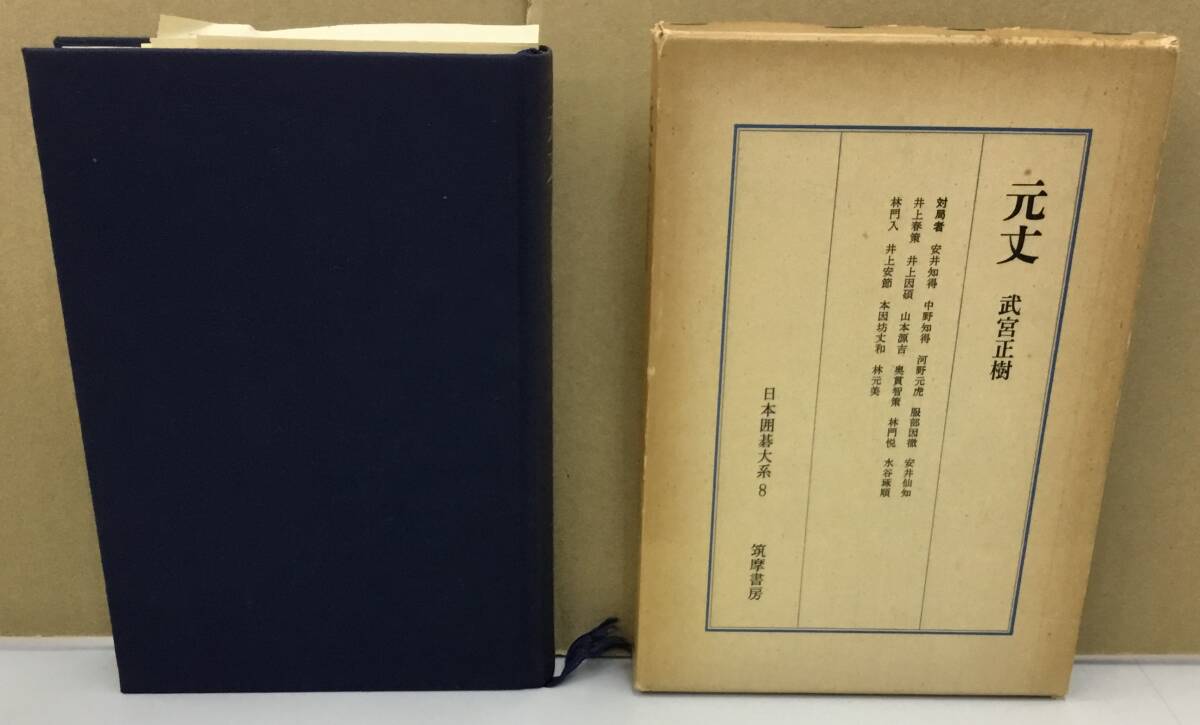 元丈 武宮正樹
対局者 安井知得 中野知得 河野元虎 服部因徹 安井仙知
井上春策 井上因碩 山本源吉 奥貫智策 林門悦 水谷琢順
林門入 井上安節 本因坊丈和 林元美
日本囲碁大系8 筑摩書房